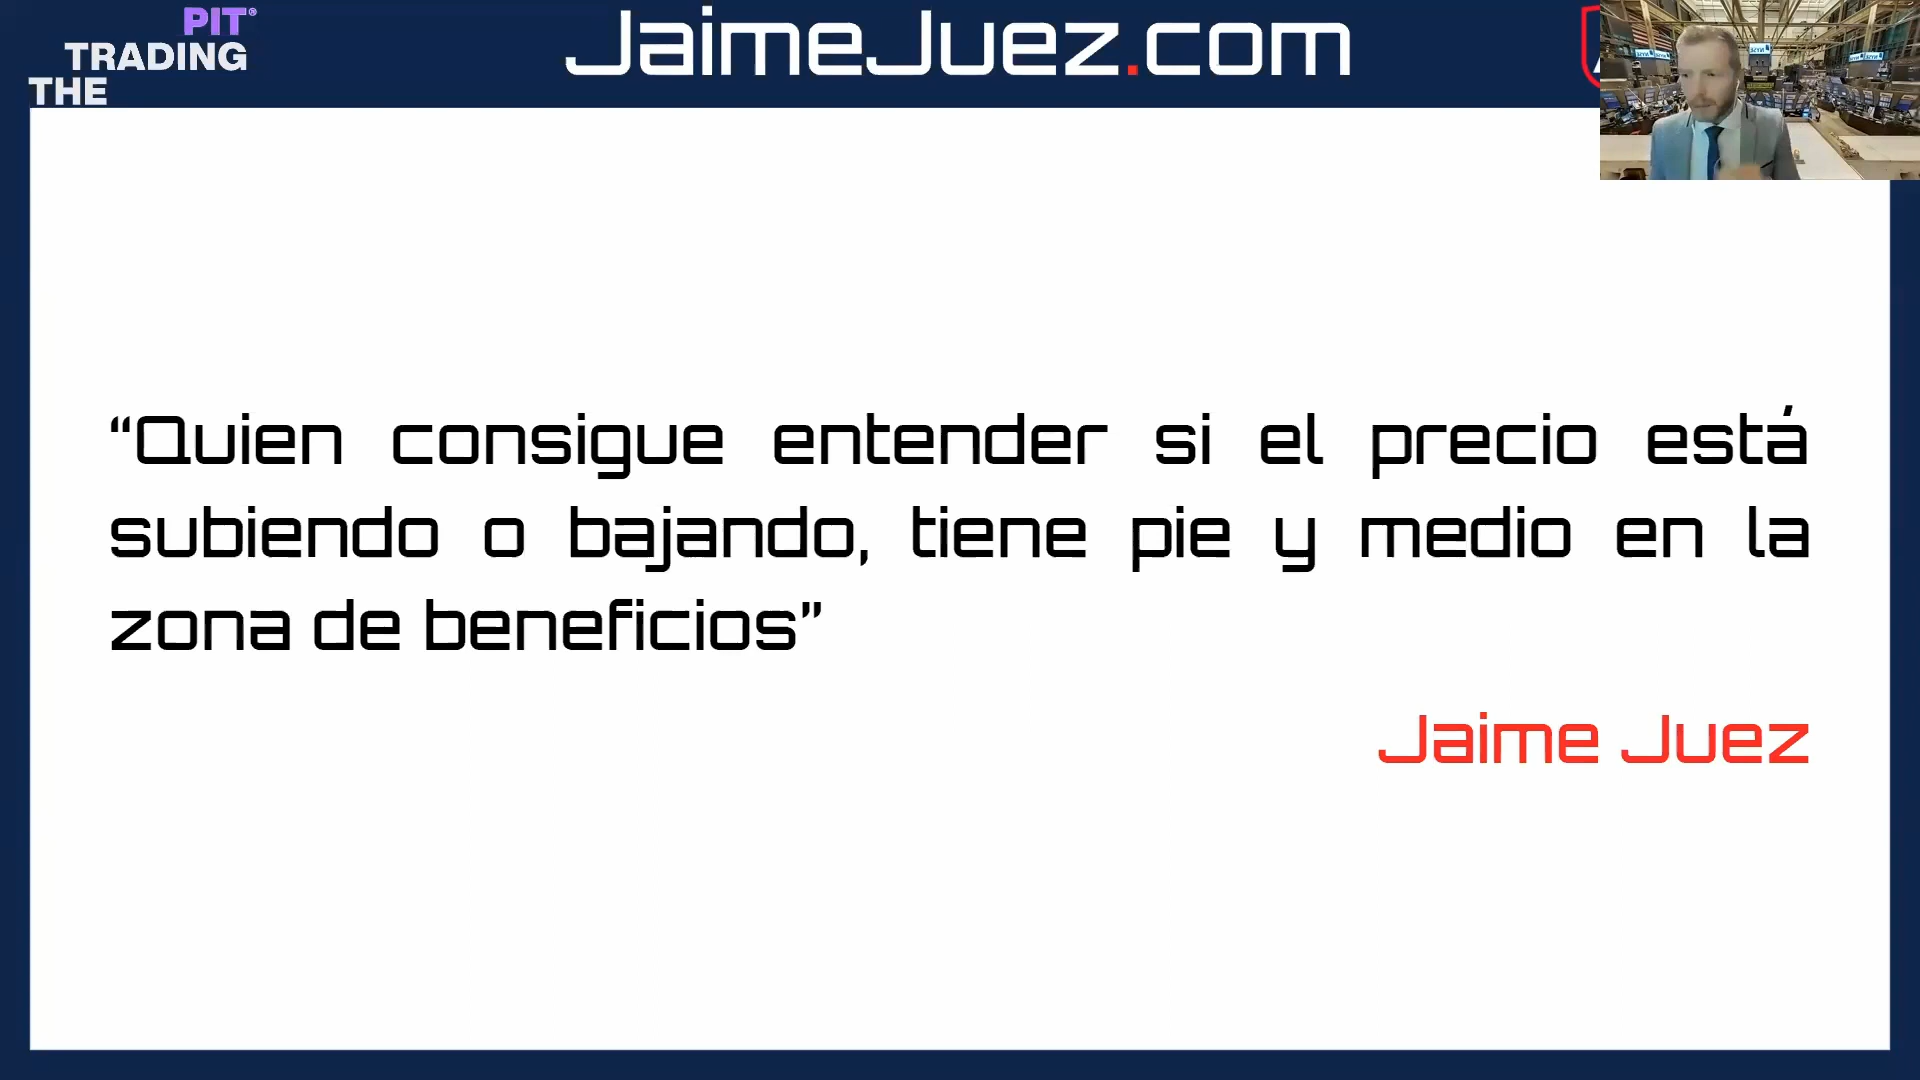 PIT®
TRADING
THE
JaimeJuez.com
“Quien consigue entender si el precio está
subiendo o bajando, tiene pie y medio en la
zona de beneficios”
Jaime Juez